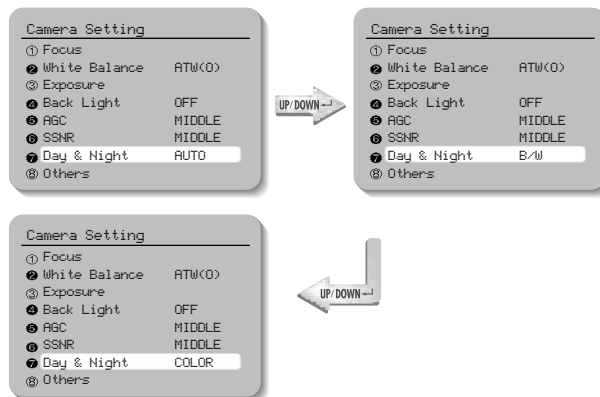 Camera Setting
① Focus
❷ White Balance ATW(O)
③ Exposure
❹ Back Light OFF
❺ AGC MIDDLE
❻ SSNR MIDDLE
❼ Day & Night AUTO
⑧ Others
UP/DOWN↵
Camera Setting
① Focus
❷ White Balance ATW(O)
③ Exposure
❹ Back Light OFF
❺ AGC MIDDLE
❻ SSNR MIDDLE
❼ Day & Night B/W
⑧ Others
Camera Setting
① Focus
❷ White Balance ATW(O)
③ Exposure
❹ Back Light OFF
❺ AGC MIDDLE
❻ SSNR MIDDLE
❼ Day & Night COLOR
⑧ Others
UP/DOWN↵